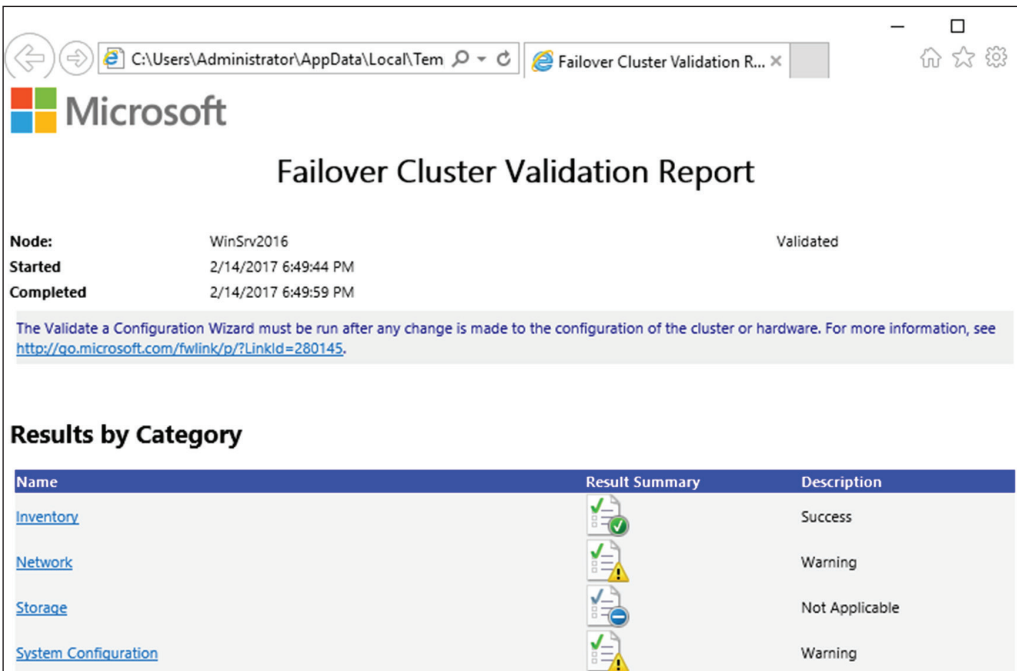 C:\Users\Administrator\AppData\Local\Tem
Failover Cluster Validation R...
Microsoft
Failover Cluster Validation Report
Node: WinSrv2016 Validated
Started 2/14/2017 6:49:44 PM
Completed 2/14/2017 6:49:59 PM
The Validate a Configuration Wizard must be run after any change is made to the configuration of the cluster or hardware. For more information, see
http://go.microsoft.com/fwlink/p/?LinkId=280145.
Results by Category
Name Result Summary Description
Inventory Success
Network Warning
Storage Not Applicable
System Configuration Warning